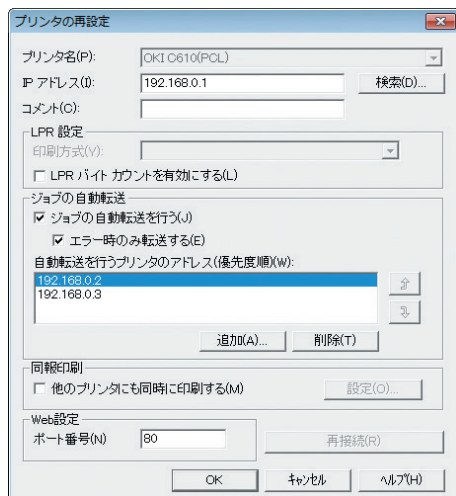 プリンタの再設定
プリンタ名(P): OKI C610(PCL)
IP アドレス(I): 192.168.0.1 検索(D)...
コメント(C):
LPR 設定
印刷方式(Y):
LPR バイト カウントを有効にする(L)
ジョブの自動転送
ジョブの自動転送を行う(J)
エラー時のみ転送する(E)
自動転送を行うプリンタのアドレス(優先度順)(W):
192.168.0.2
192.168.0.3
追加(A)... 削除(T)
同報印刷
他のプリンタにも同時に印刷する(M) 設定(O)...
Web設定
ポート番号(N) 80 再接続(R)
OK キャンセル ヘルプ(H)